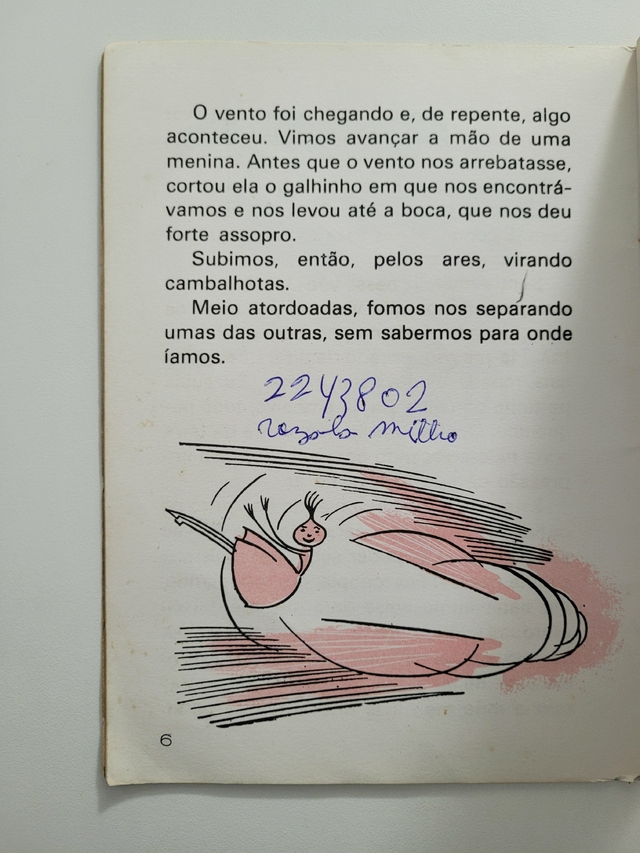 O vento foi chegando e, de repente, algo
aconteceu. Vimos avançar a mão de uma
menina. Antes que o vento nos arrebatasse,
cortou ela o galhinho em que nos encontrá-
vamos e nos levou até a boca, que nos deu
forte assopro.
Subimos, então, pelos ares, virando
cambalhotas.
Meio atordoadas, fomos nos separando
umas das outras, sem sabermos para onde
íamos.
2243802
6